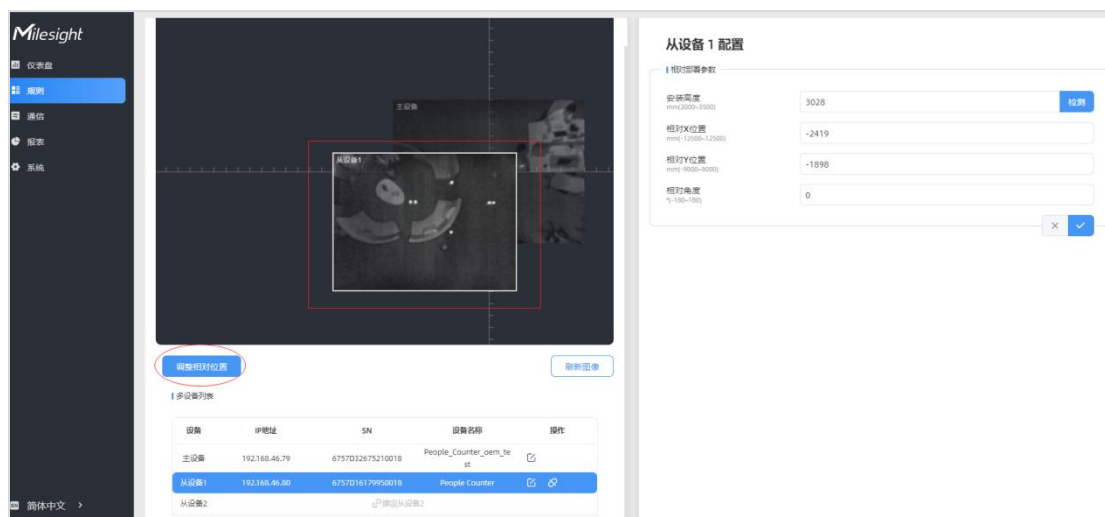 Milesight
仪表盘
规则
通信
报表
系统
简体中文 >
主设备
从设备1
调整相对位置
刷新图像
多设备列表
设备 IP地址 SN 设备名称 操作
主设备 192.168.46.79 6757D32675210018 People_Counter_oem_te
st
从设备1 192.168.46.80 6757D16179950018 People Counter
从设备2 绑定从设备2
从设备 1 配置
相对部署参数
安装高度 3028 检测
mm(2000~3500)
相对X位置 -2419
mm(-12500~12500)
相对Y位置 -1898
mm(-9000~9000)
相对角度 0
°(-180~180)